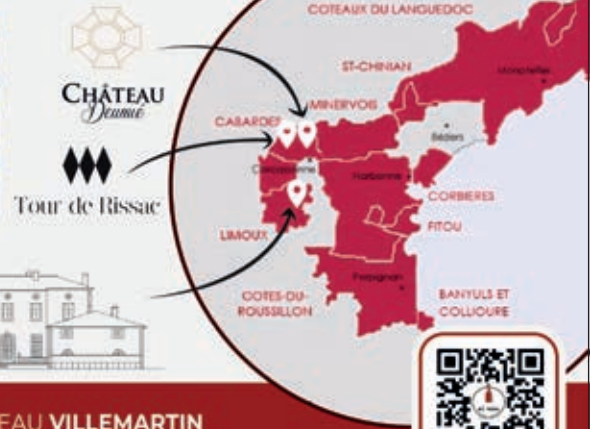 COTEAUX DU LANGUEDOC
ST-CHINIAN
Montpellier
CHÂTEAU
MINERVOIS
CABARDES
Béziers
Carcassonne
Narbonne
Tour de Rissac
CORBIERES
FITOU
LIMOUX
Perpignan
COTES-DU-
ROUSSILLON
BANYULS ET
COLLIOURE
EAU VILLEMARTIN